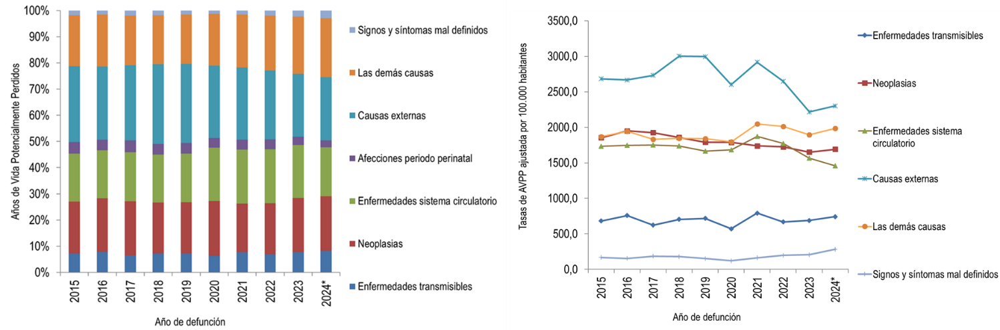 Años de Vida Potencialmente Perdidos
100%
90%
80%
70%
60%
50%
40%
30%
20%
10%
0%
2015
2016
2017
2018
2019
2020
2021
2022
2023
2024*
Año de defunción
Signos y síntomas mal definidos
Las demás causas
Causas externas
Afecciones periodo perinatal
Enfermedades sistema circulatorio
Neoplasias
Enfermedades transmisibles
Tasas de AVPP ajustada por 100.000 habitantes
3500,0
3000,0
2500,0
2000,0
1500,0
1000,0
500,0
0,0
2015
2016
2017
2018
2019
2020
2021
2022
2023
2024*
Año de defunción
Enfermedades transmisibles
Neoplasias
Enfermedades sistema
circulatorio
Causas externas
Las demás causas
Signos y síntomas mal definidos